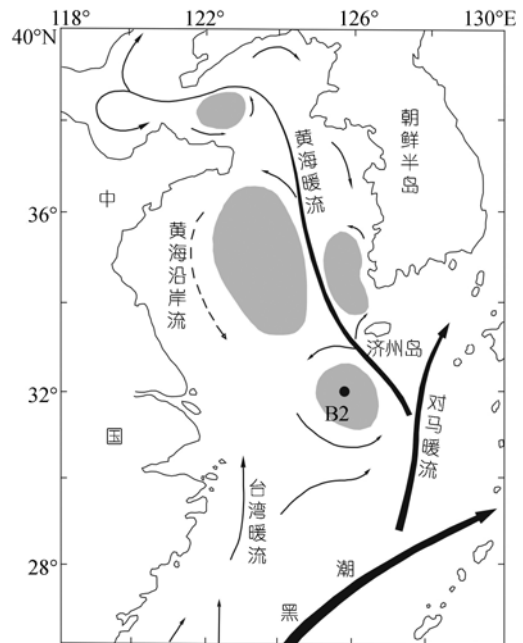 118°
122°
126°
130°E
40°N
36°
32°
28°
中
国
朝鲜半岛
黄海暖流
黄海沿岸流
济州岛
B2
对马暖流
台湾暖流
黑潮